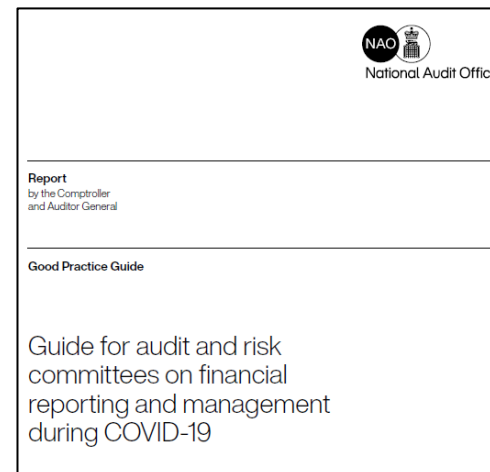 NAO
National Audit Offic
Report
by the Comptroller
and Auditor General
Good Practice Guide
Guide for audit and risk
committees on financial
reporting and management
during COVID-19